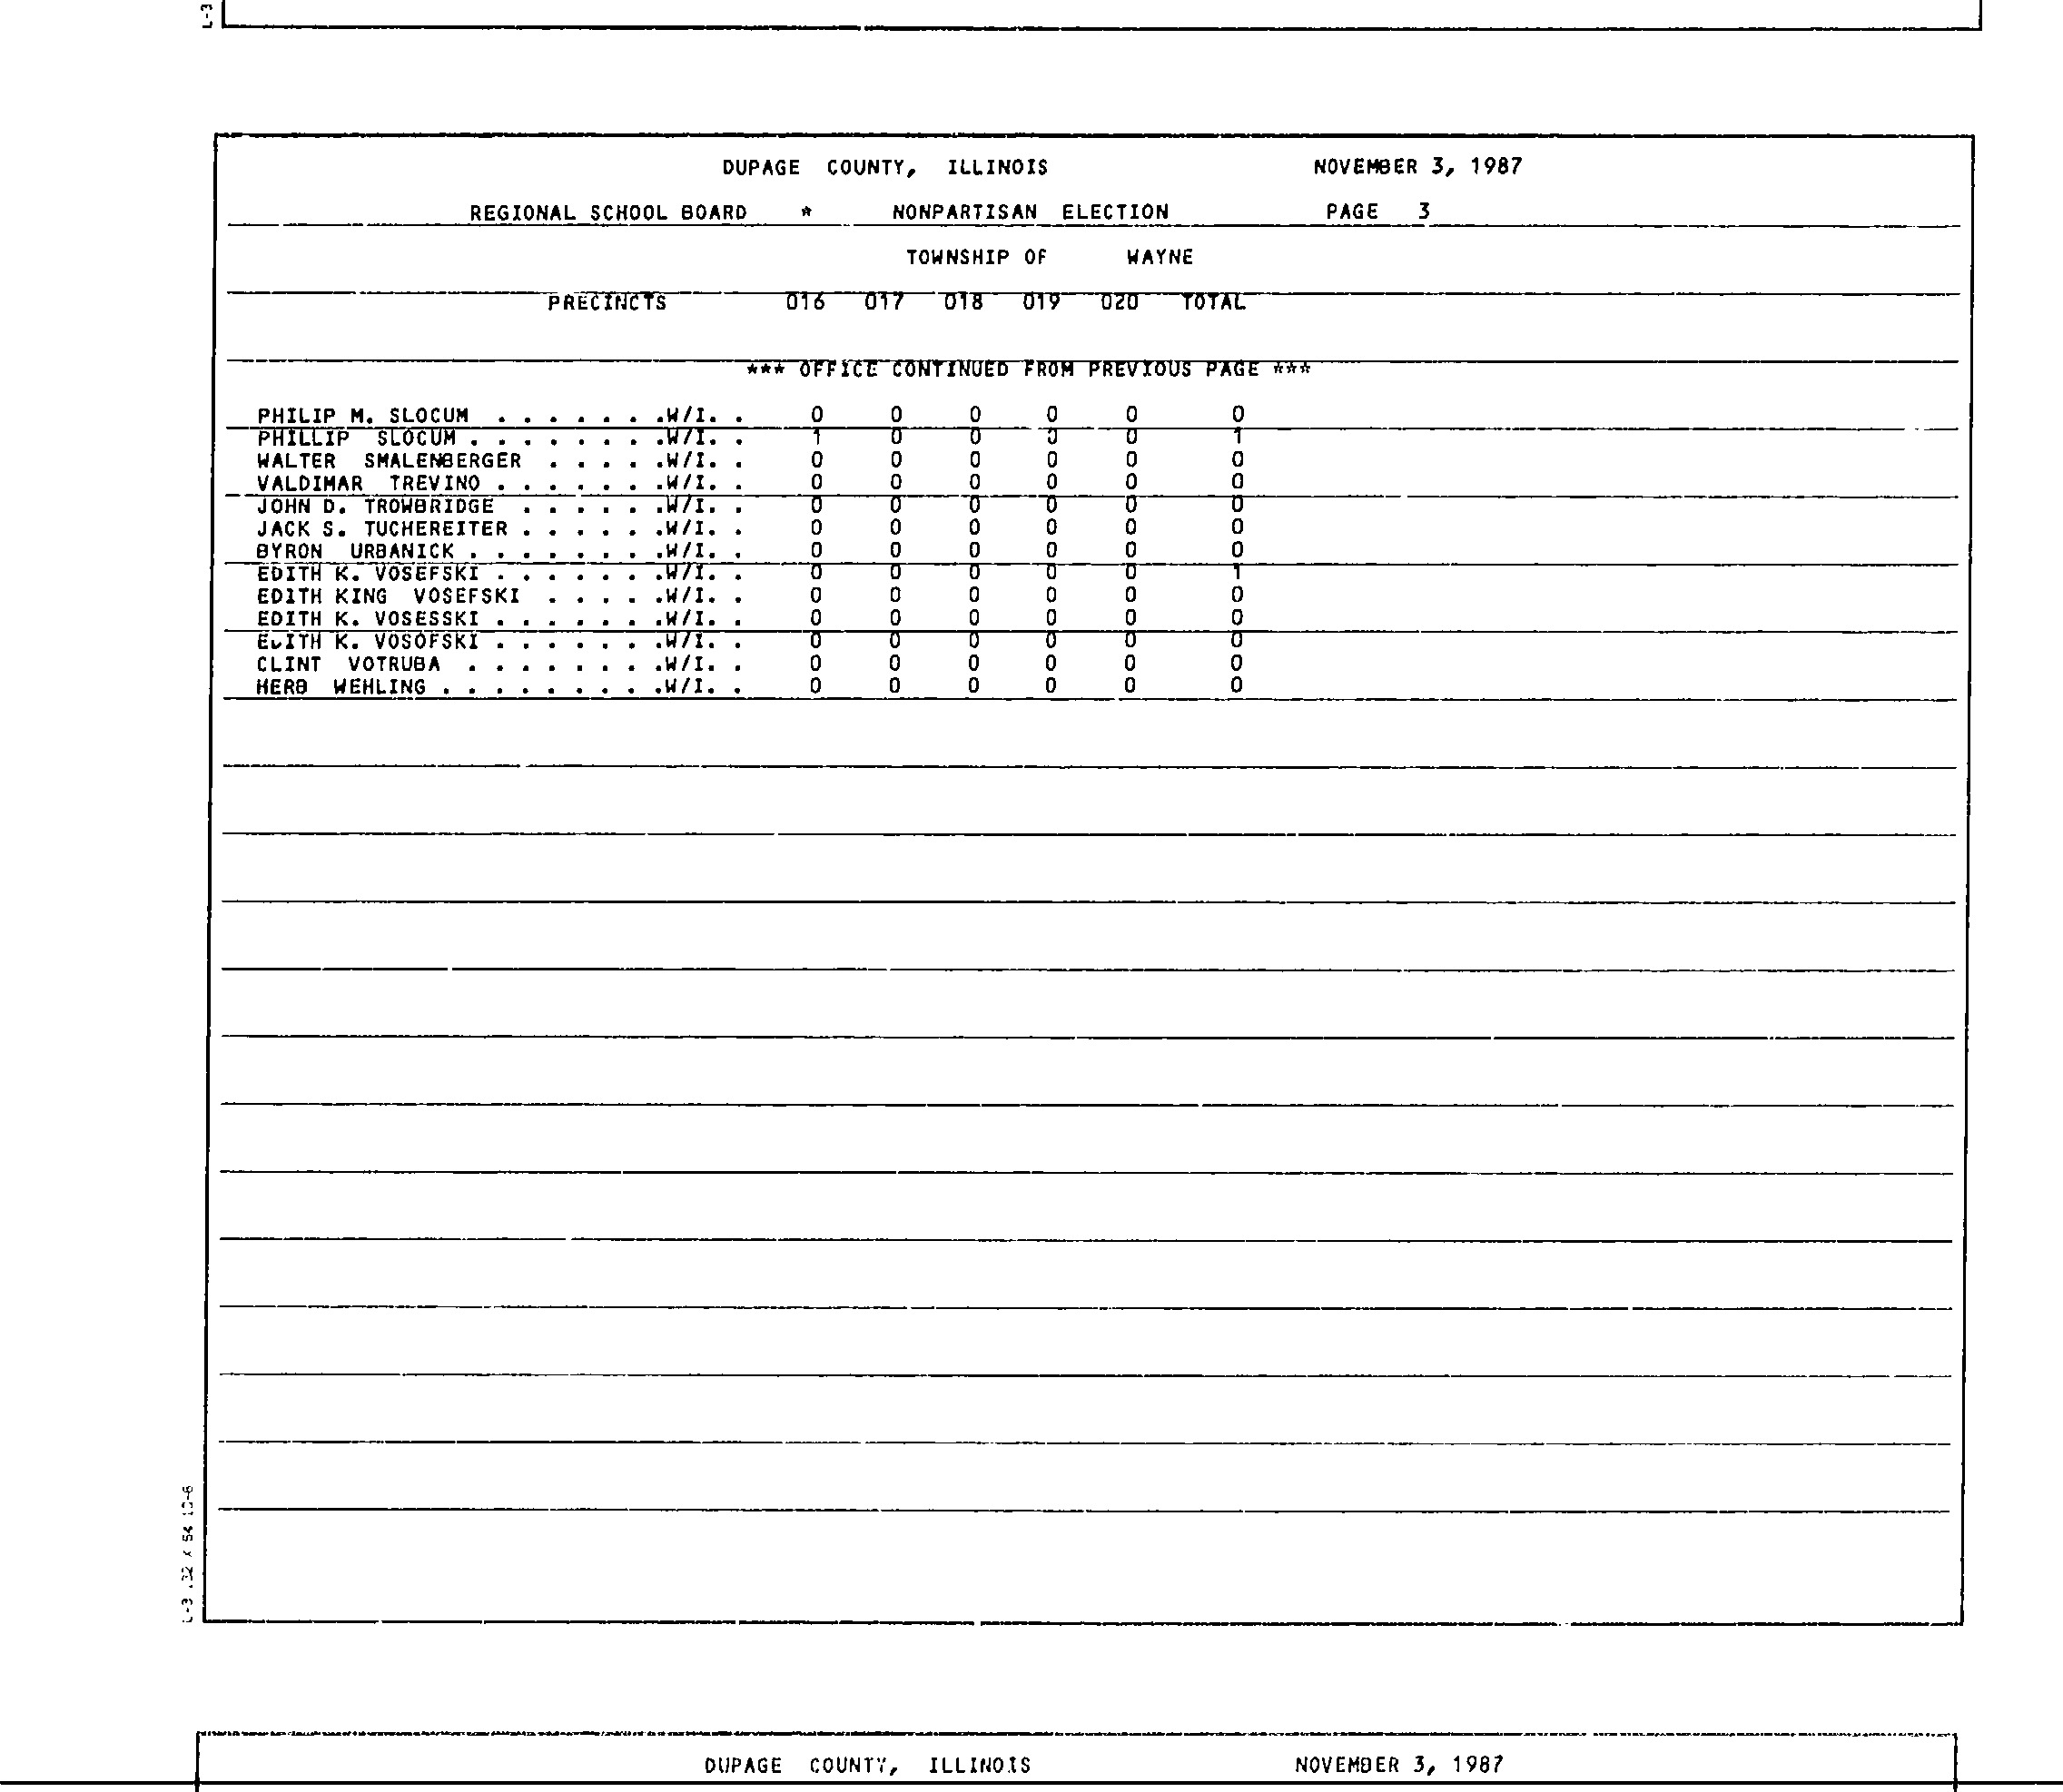 L-3
DUPAGE COUNTY, ILLINOIS NOVEMBER 3, 1987
REGIONAL SCHOOL BOARD * NONPARTISAN ELECTION PAGE 3
TOWNSHIP OF WAYNE
PRECINCTS 016 017 018 019 020 TOTAL
*** OFFICE CONTINUED FROM PREVIOUS PAGE ***
PHILIP M. SLOCUM . . . . . . .W/I. . 0 0 0 0 0 0
PHILLIP SLOCUM . . . . . . . .W/I. . 1 0 0 0 0 1
WALTER SMALENBERGER . . . . .W/I. . 0 0 0 0 0 0
VALDIMAR TREVINO . . . . . . .W/I. . 0 0 0 0 0 0
JOHN D. TROWBRIDGE . . . . . .W/I. . 0 0 0 0 0 0
JACK S. TUCHEREITER . . . . . .W/I. . 0 0 0 0 0 0
BYRON URBANICK . . . . . . . .W/I. . 0 0 0 0 0 0
EDITH K. VOSEFSKI . . . . . . .W/I. . 0 0 0 0 0 1
EDITH KING VOSEFSKI . . . . .W/I. . 0 0 0 0 0 0
EDITH K. VOSESSKI . . . . . . .W/I. . 0 0 0 0 0 0
EDITH K. VOSOFSKI . . . . . . .W/I. . 0 0 0 0 0 0
CLINT VOTRUBA . . . . . . . .W/I. . 0 0 0 0 0 0
HERB WEHLING . . . . . . . . .W/I. . 0 0 0 0 0 0
DUPAGE COUNTY, ILLINOIS NOVEMBER 3, 1987